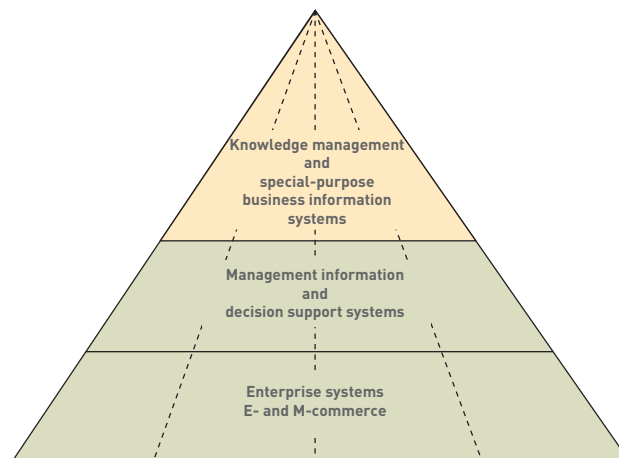 Knowledge management
and
special-purpose
business information
systems
Management information
and
decision support systems
Enterprise systems
E- and M-commerce